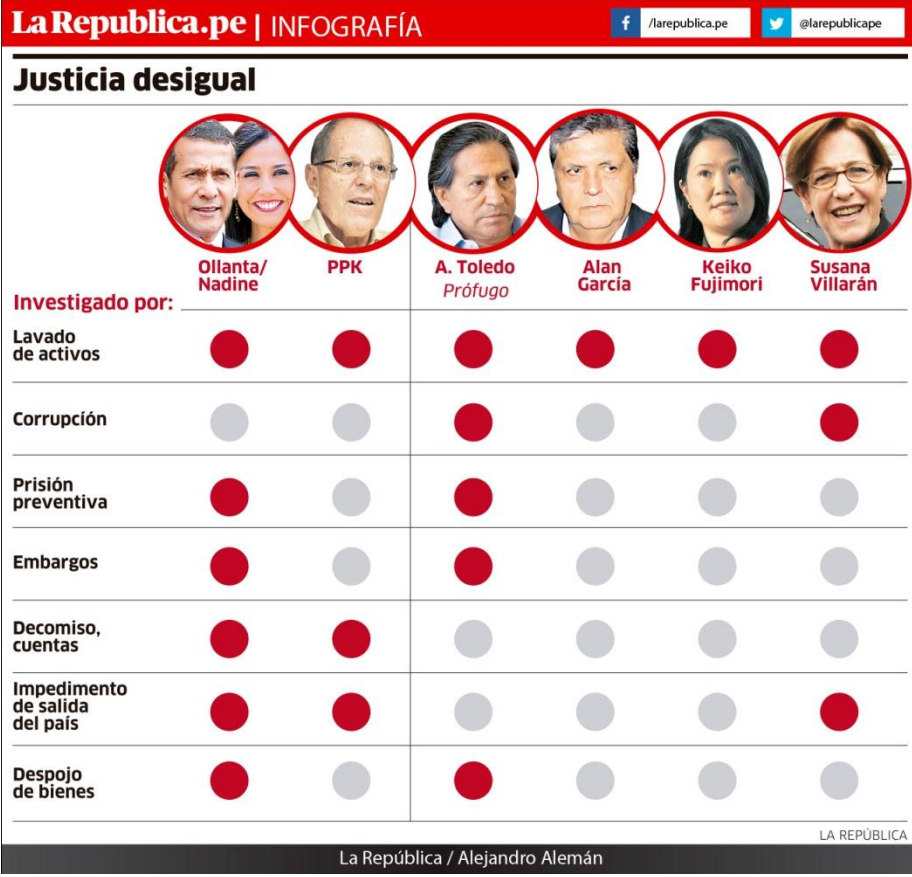 LaRepublica.pe | INFOGRAFÍA
f /larepublica.pe
@larepublicape
Justicia desigual
Ollanta/
Nadine
PPK
A. Toledo
Prófugo
Alan
García
Keiko
Fujimori
Susana
Villarán
Investigado por:
Lavado
de activos
Corrupción
Prisión
preventiva
Embargos
Decomiso,
cuentas
Impedimento
de salida
del país
Despojo
de bienes
LA REPÚBLICA
La República / Alejandro Alemán